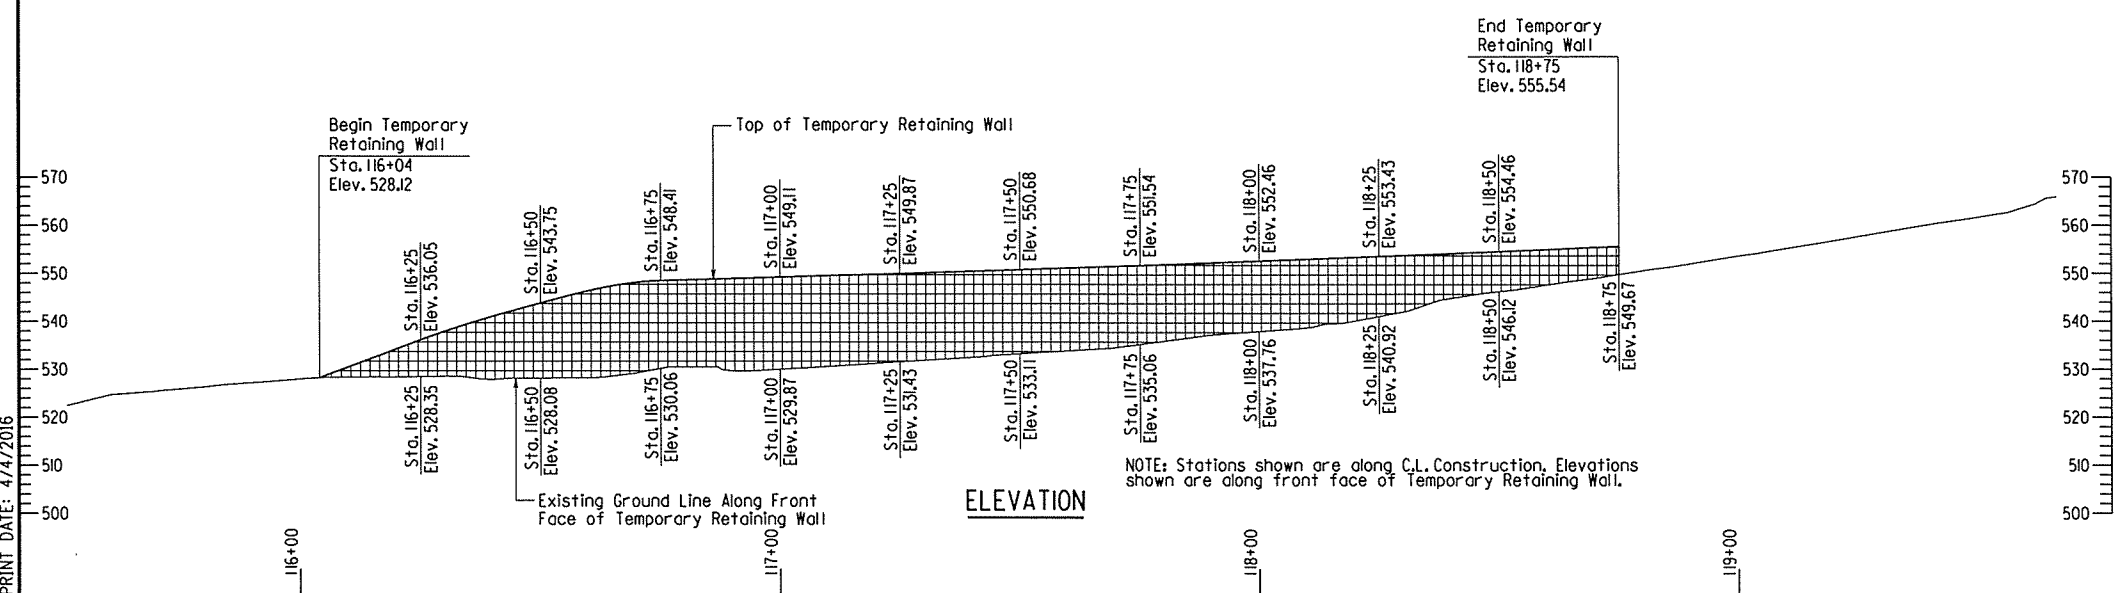 End Temporary
Retaining Wall
Sta. 118+75
Elev. 555.54
Begin Temporary
Retaining Wall
Sta. 116+04
Elev. 528.12
Top of Temporary Retaining Wall
570
560
550
540
530
520
510
500
Sta. 116+25
Elev. 536.05
Sta. 116+50
Elev. 543.75
Sta. 116+75
Elev. 548.41
Sta. 117+00
Elev. 549.11
Sta. 117+25
Elev. 549.87
Sta. 117+50
Elev. 550.68
Sta. 117+75
Elev. 551.54
Sta. 118+00
Elev. 552.46
Sta. 118+25
Elev. 553.43
Sta. 118+50
Elev. 554.46
570
560
550
540
530
520
510
500
Sta. 116+25
Elev. 528.35
Sta. 116+50
Elev. 528.08
Sta. 116+75
Elev. 530.06
Sta. 117+00
Elev. 529.87
Sta. 117+25
Elev. 531.43
Sta. 117+50
Elev. 533.11
Sta. 117+75
Elev. 535.06
Sta. 118+00
Elev. 537.76
Sta. 118+25
Elev. 540.92
Sta. 118+50
Elev. 546.12
Sta. 118+75
Elev. 549.67
NOTE: Stations shown are along C.L. Construction. Elevations
shown are along front face of Temporary Retaining Wall.
Existing Ground Line Along Front
Face of Temporary Retaining Wall
ELEVATION
116+00
117+00
118+00
119+00
PRINT DATE: 4/4/2016